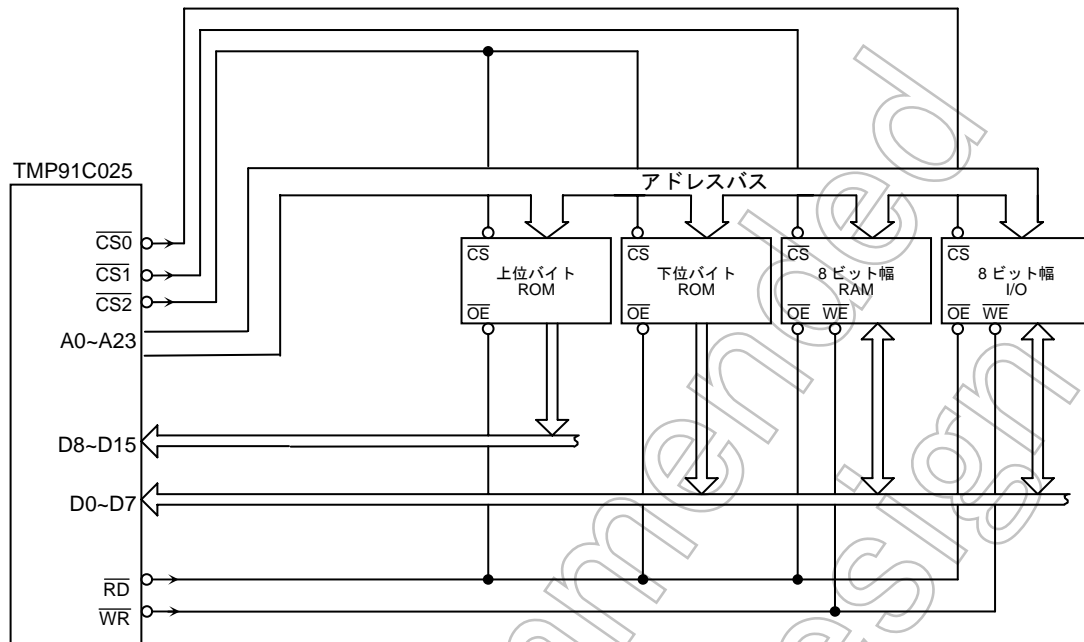 TMP91C025
CS0
CS1
CS2
A0~A23
D8~D15
D0~D7
RD
WR
アドレスバス
CS
上位バイト
ROM
OE
CS
下位バイト
ROM
OE
CS
8 ビット幅
RAM
OE WE
CS
8 ビット幅
I/O
OE WE
mmended
esign